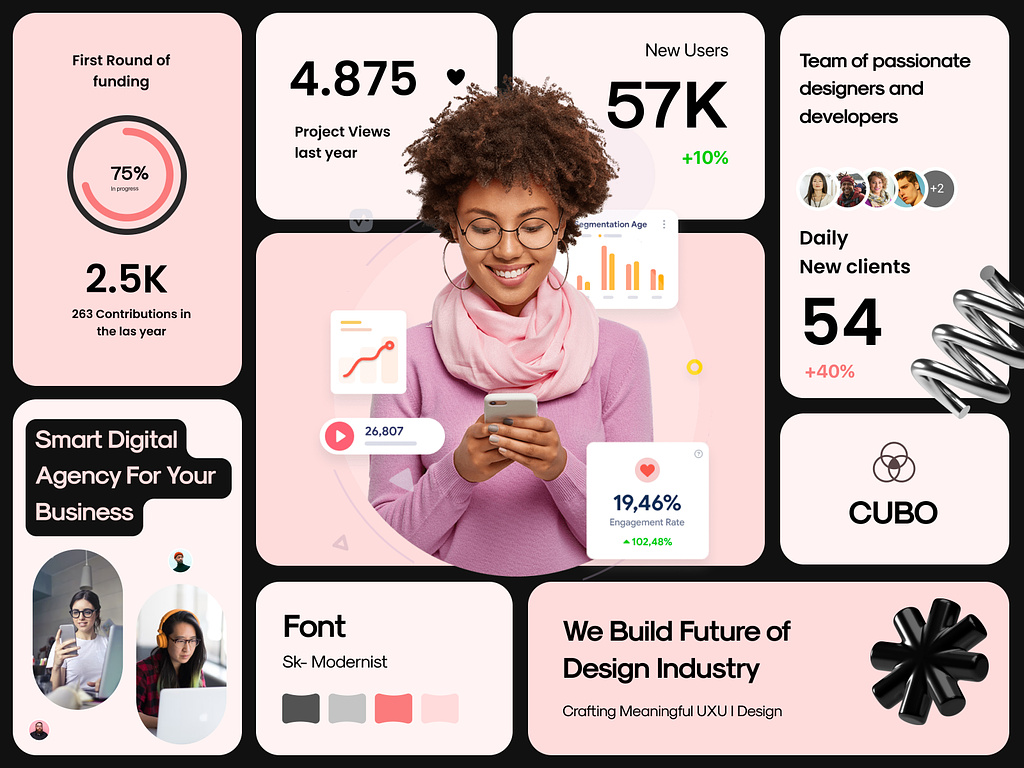 First Round of
funding
75%
In progress
2.5K
263 Contributions in
the las year
4.875
Project Views
last year
New Users
57K
+10%
Team of passionate
designers and
developers
+2
Daily
New clients
54
+40%
Segmentation Age
26,807
19,46%
Engagement Rate
102,48%
Smart Digital
Agency For Your
Business
CUBO
Font
Sk- Modernist
We Build Future of
Design Industry
Crafting Meaningful UXU I Design